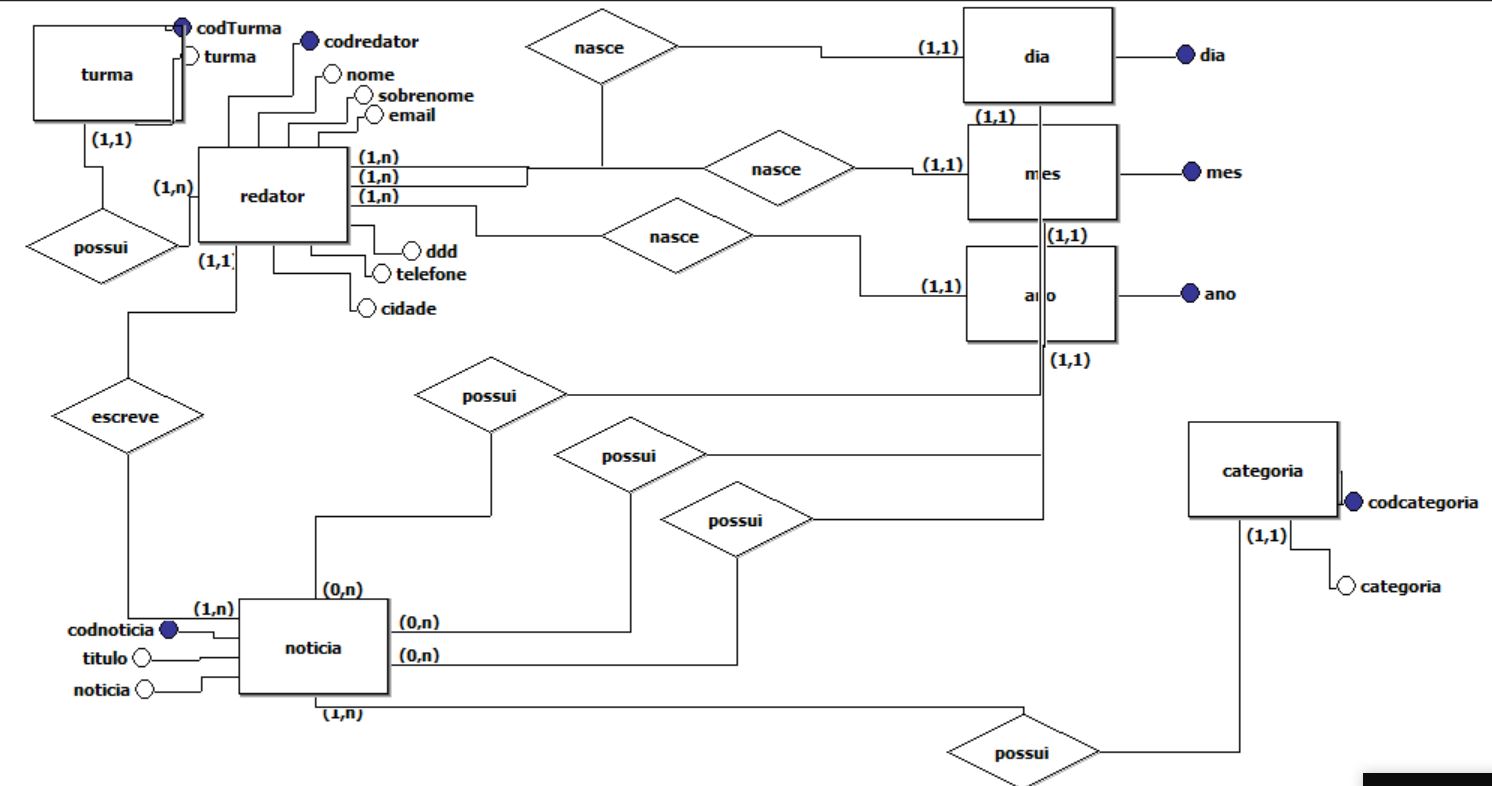 codTurma
turma
turma
(1,1)
codredator
nome
sobrenome
email
redator
(1,n)
(1,n)
(1,n)
(1,n)
(1,1)
possui
ddd
telefone
cidade
nasce
(1,1)
dia
dia
(1,1)
nasce
(1,1)
mes
mes
(1,1)
nasce
(1,1)
ano
ano
(1,1)
escreve
possui
possui
possui
categoria
codcategoria
(1,1)
categoria
(0,n)
(1,n)
codnoticia
titulo
noticia
noticia
(0,n)
(0,n)
(1,n)
possui